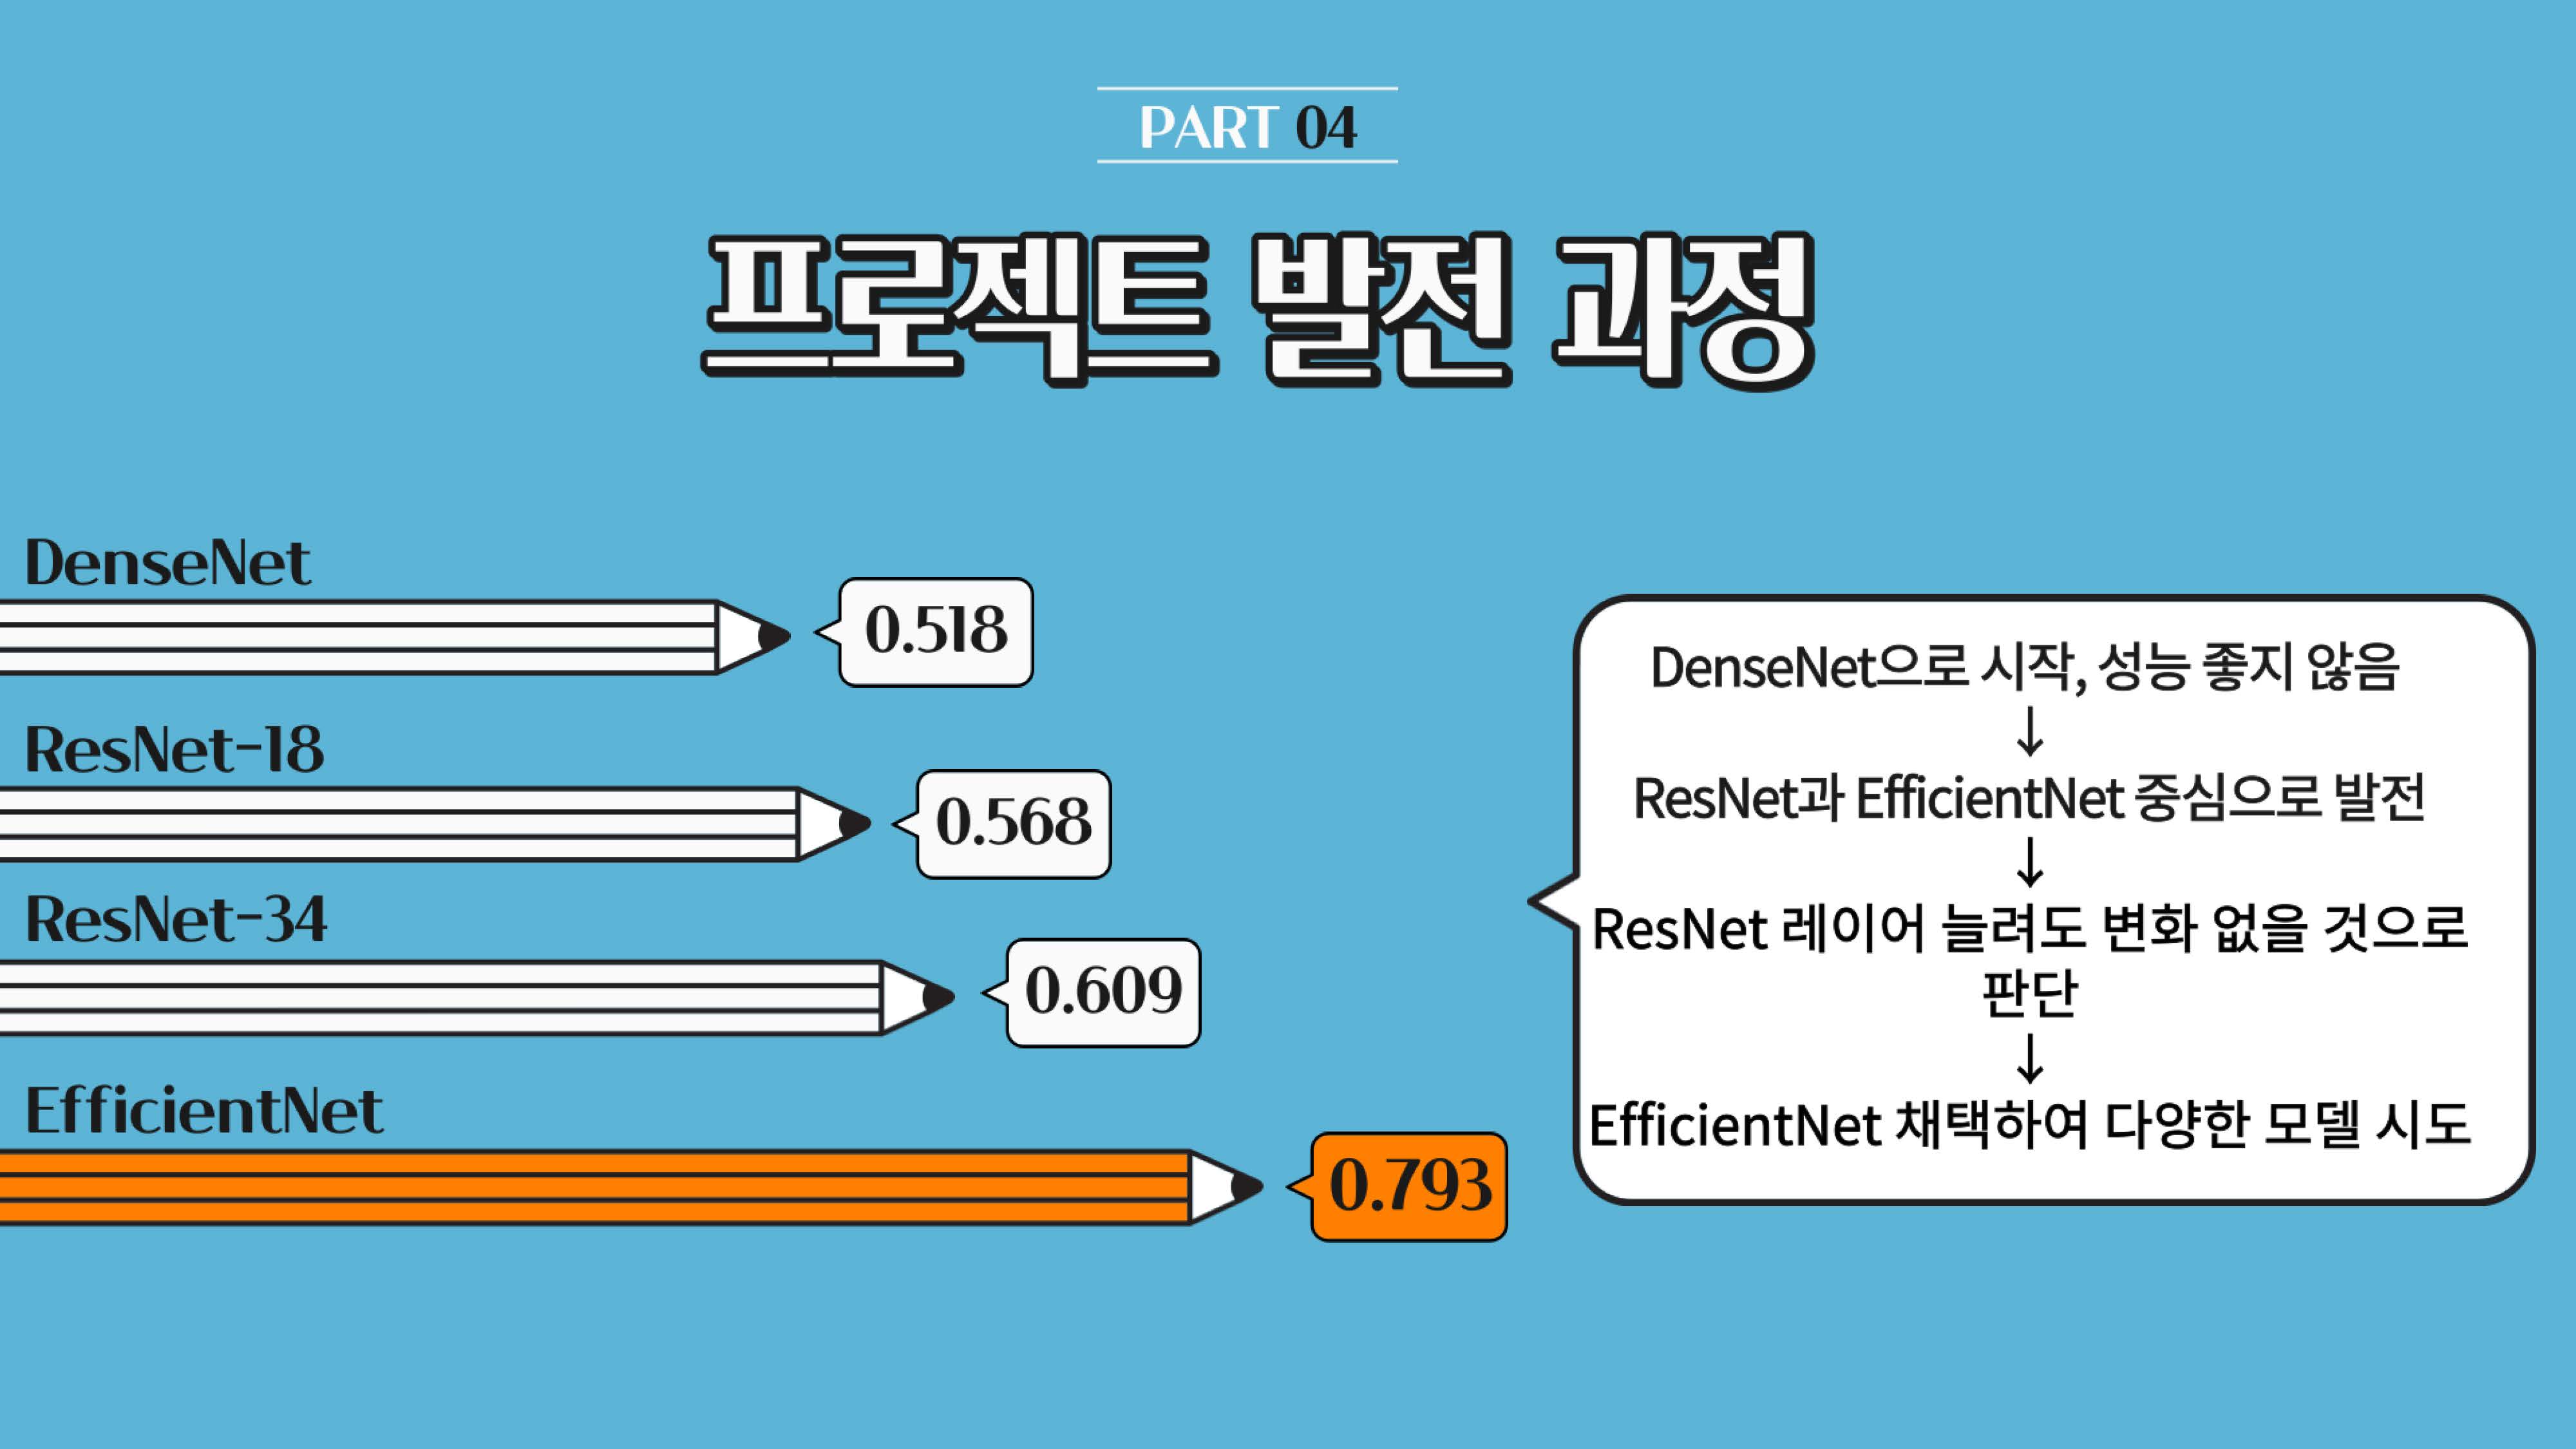 PART 04
프로젝트 발전 과정
DenseNet
0.518
ResNet-18
0.568
ResNet-34
0.609
EfficientNet
0.793
DenseNet으로 시작, 성능 좋지 않음
↓
ResNet과 EfficientNet 중심으로 발전
↓
ResNet 레이어 늘려도 변화 없을 것으로
판단
↓
EfficientNet 채택하여 다양한 모델 시도